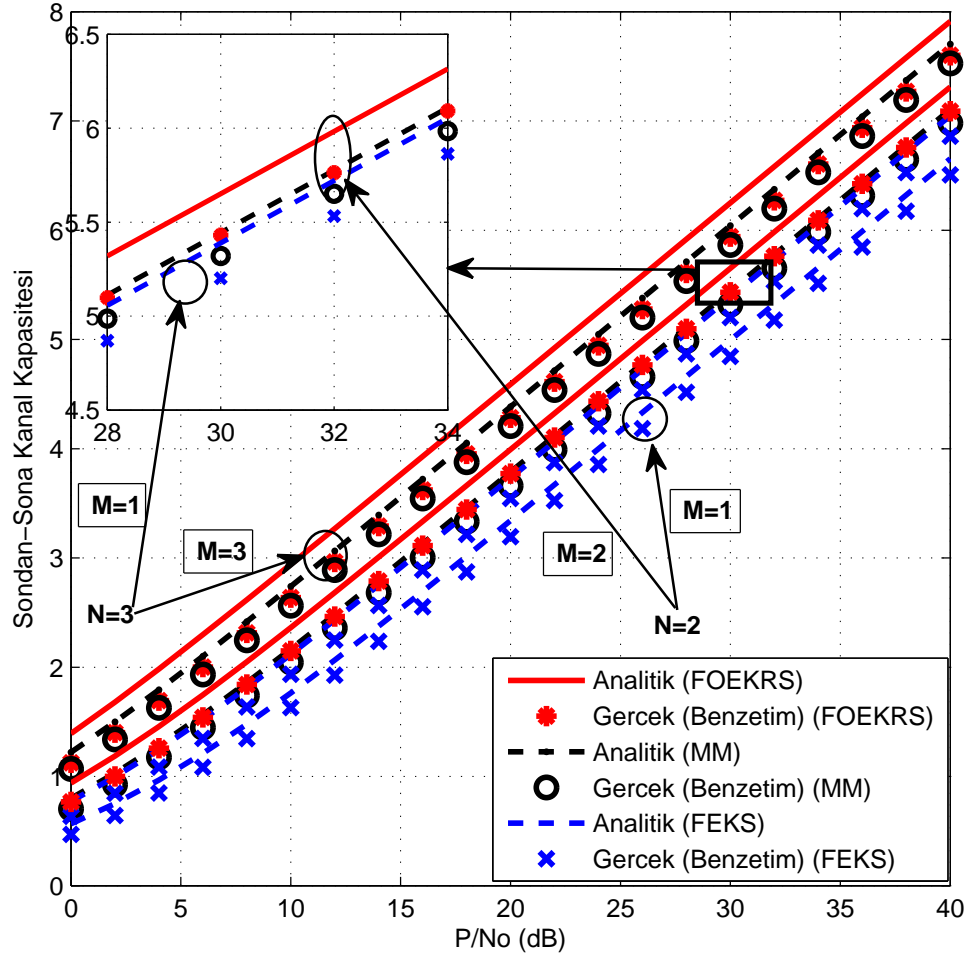 8
7
6
5
4
3
2
1
0
Sondan−Sona Kanal Kapasitesi
6.5
6
5.5
5
4.5
28 30 32 34
M=1
M=3
N=3
M=2
M=1
N=2
Analitik (FOEKRS)
Gercek (Benzetim) (FOEKRS)
Analitik (MM)
Gercek (Benzetim) (MM)
Analitik (FEKS)
Gercek (Benzetim) (FEKS)
0 5 10 15 20 25 30 35 40
P/No (dB)